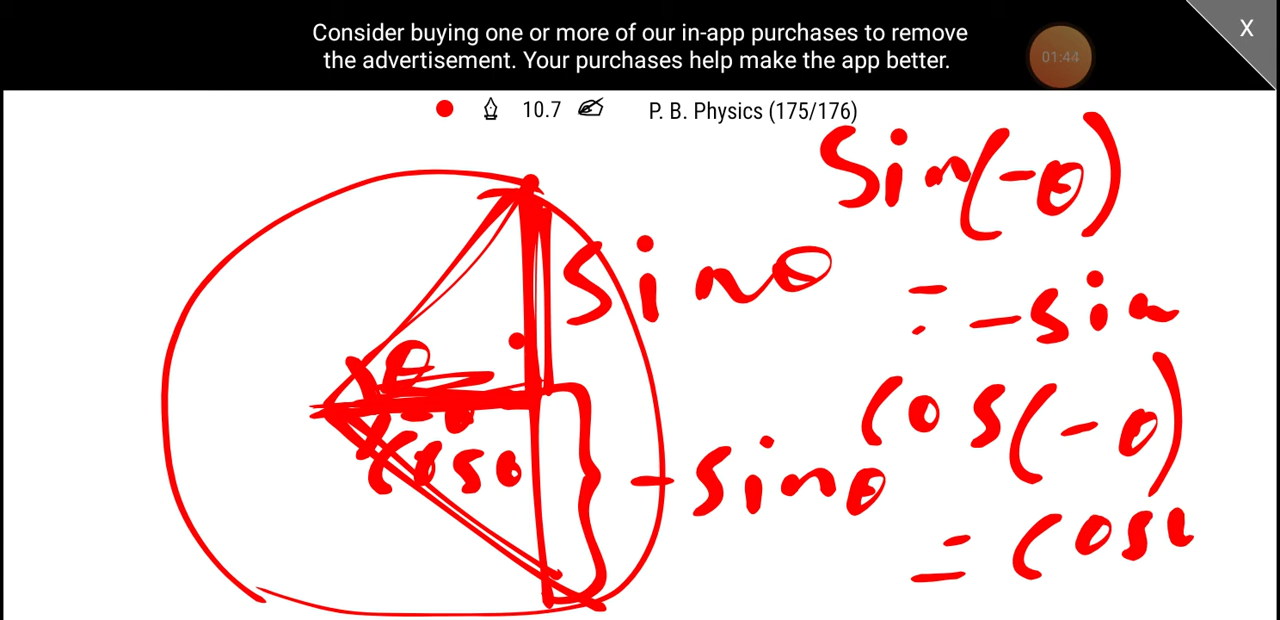 Consider buying one or more of our in-app purchases to remove
the advertisement. Your purchases help make the app better.
X
01:44
10.7 P. B. Physics (175/176)
Sin(-θ)
= -sin
sinθ
θ
-θ
cosθ
cos(-θ)
-sinθ
= cosθ